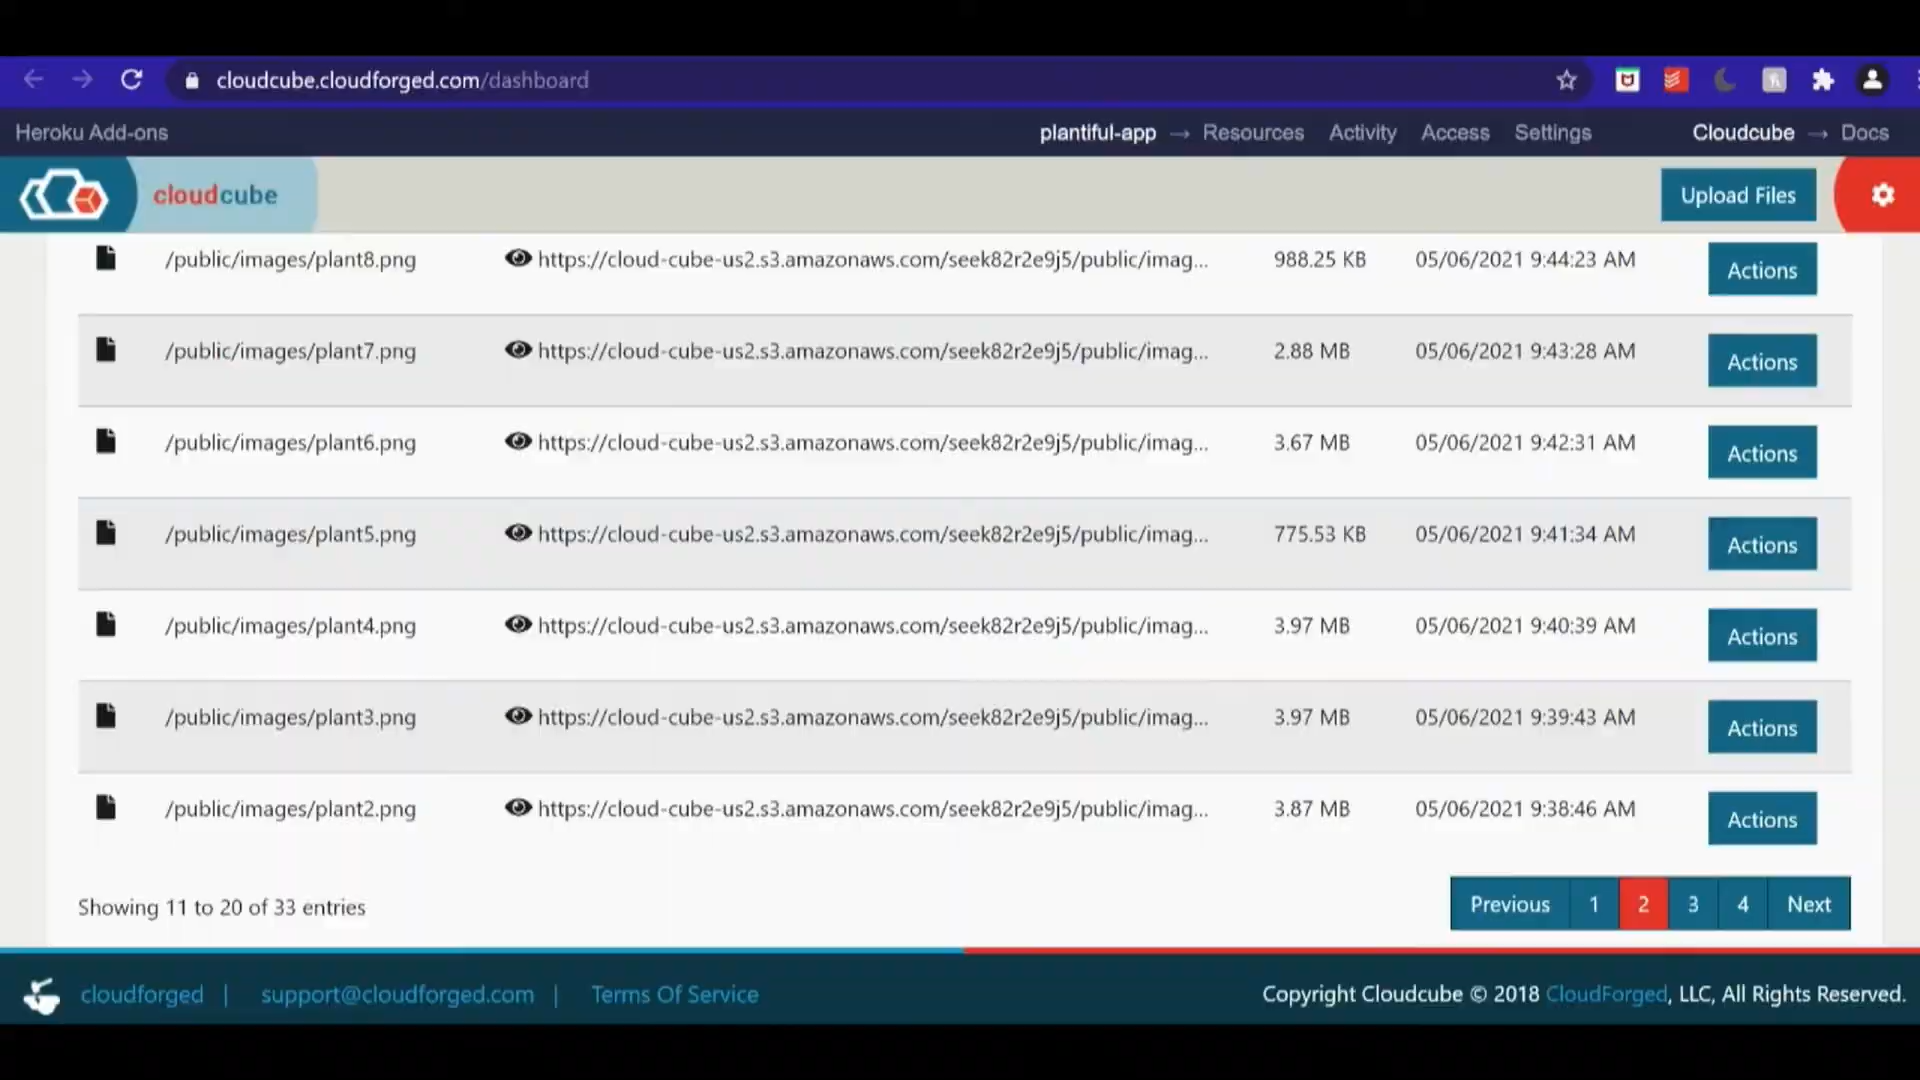 cloudcube.cloudforged.com/dashboard
Heroku Add-ons plantiful-app → Resources Activity Access Settings Cloudcube → Docs
cloudcube Upload Files
/public/images/plant8.png https://cloud-cube-us2.s3.amazonaws.com/seek82r2e9j5/public/imag... 988.25 KB 05/06/2021 9:44:23 AM Actions
/public/images/plant7.png https://cloud-cube-us2.s3.amazonaws.com/seek82r2e9j5/public/imag... 2.88 MB 05/06/2021 9:43:28 AM Actions
/public/images/plant6.png https://cloud-cube-us2.s3.amazonaws.com/seek82r2e9j5/public/imag... 3.67 MB 05/06/2021 9:42:31 AM Actions
/public/images/plant5.png https://cloud-cube-us2.s3.amazonaws.com/seek82r2e9j5/public/imag... 775.53 KB 05/06/2021 9:41:34 AM Actions
/public/images/plant4.png https://cloud-cube-us2.s3.amazonaws.com/seek82r2e9j5/public/imag... 3.97 MB 05/06/2021 9:40:39 AM Actions
/public/images/plant3.png https://cloud-cube-us2.s3.amazonaws.com/seek82r2e9j5/public/imag... 3.97 MB 05/06/2021 9:39:43 AM Actions
/public/images/plant2.png https://cloud-cube-us2.s3.amazonaws.com/seek82r2e9j5/public/imag... 3.87 MB 05/06/2021 9:38:46 AM Actions
Showing 11 to 20 of 33 entries Previous 1 2 3 4 Next
cloudforged | support@cloudforged.com | Terms Of Service Copyright Cloudcube © 2018 CloudForged, LLC, All Rights Reserved.